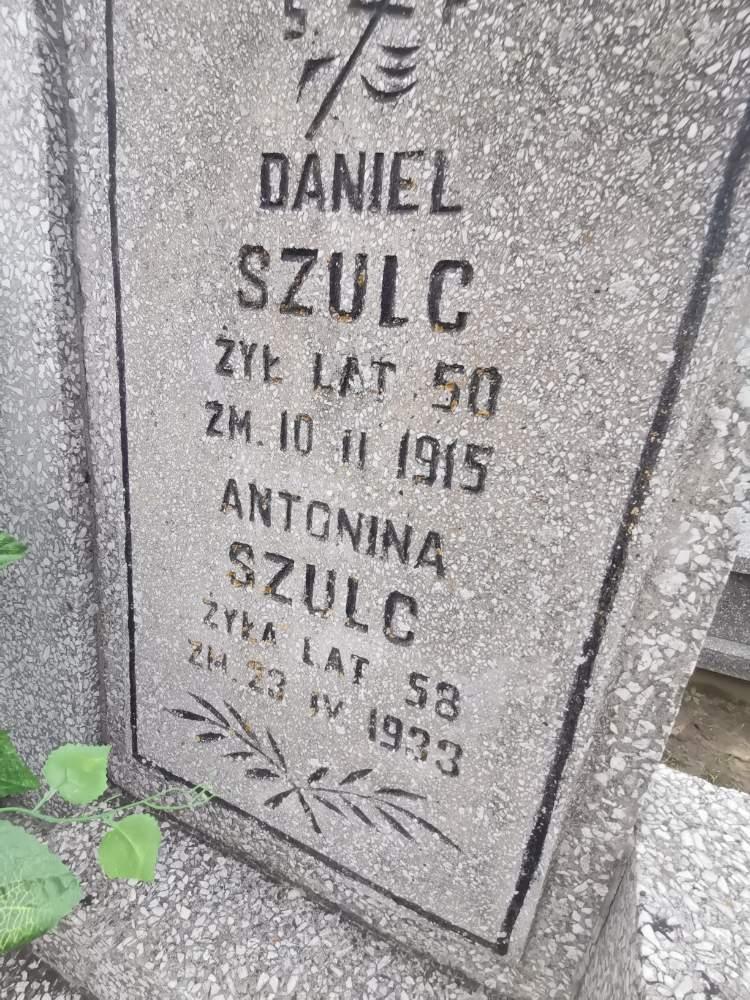 DANIEL
SZULC
ŻYŁ LAT 50
ZM. 10 II 1915
ANTONINA
SZULC
ŻYŁA LAT 58
ZM. 23 IV 1933